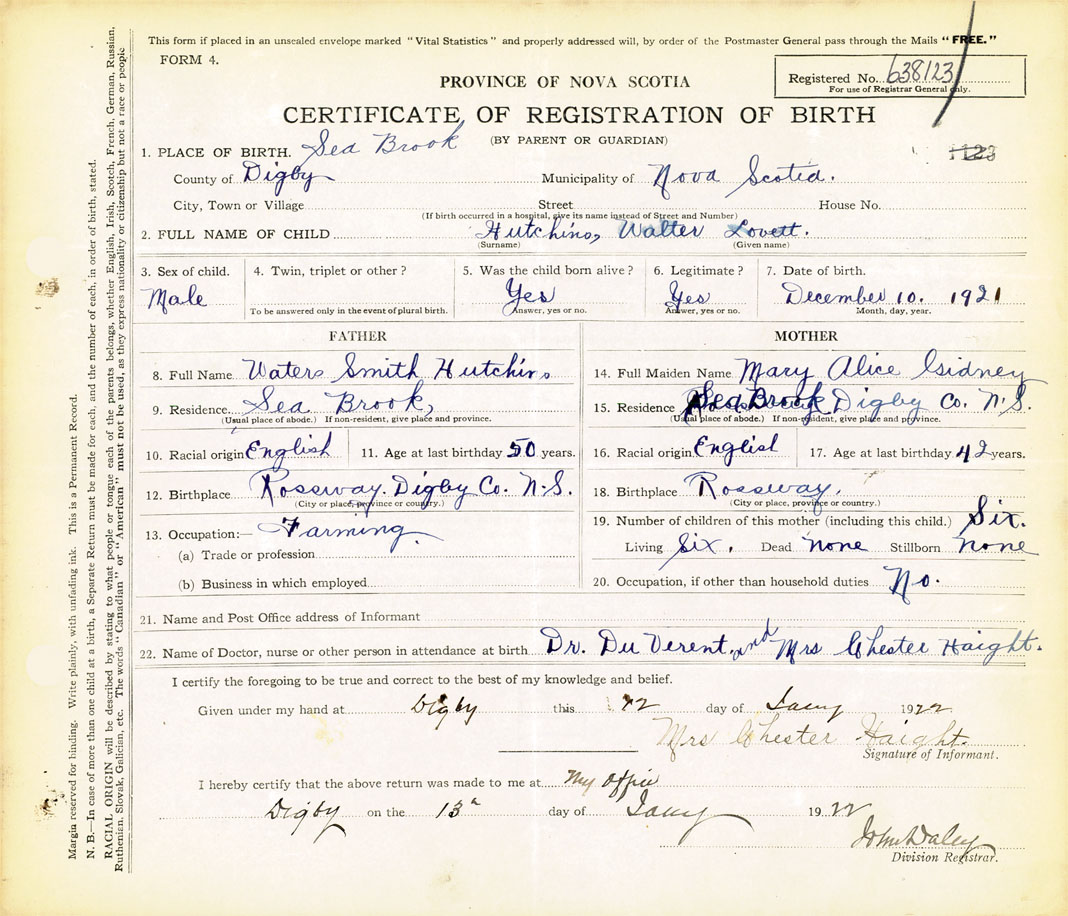 This form if placed in an unsealed envelope marked "Vital Statistics" and properly addressed will, by order of the Postmaster General pass through the Mails "FREE."
FORM 4.
PROVINCE OF NOVA SCOTIA
Registered No. 638123
For use of Registrar General only.
CERTIFICATE OF REGISTRATION OF BIRTH
(BY PARENT OR GUARDIAN)
1123
1. PLACE OF BIRTH. Sea Brook
County of Digby Municipality of Nova Scotia.
City, Town or Village Street House No.
(If birth occurred in a hospital, give its name instead of Street and Number)
2. FULL NAME OF CHILD Hutchins, Walter Lovett.
(Surname) (Given name)
3. Sex of child. 4. Twin, triplet or other? 5. Was the child born alive? 6. Legitimate? 7. Date of birth.
Male Yes Yes December 10. 1921
To be answered only in the event of plural birth. Answer, yes or no. Answer, yes or no. Month, day, year.
FATHER
8. Full Name Waters Smith Hutchins
9. Residence Sea Brook,
(Usual place of abode.) If non-resident, give place and province.
10. Racial origin English 11. Age at last birthday 50 years.
12. Birthplace Rossway. Digby Co. N.S.
(City or place, province or country.)
13. Occupation:— Farming
(a) Trade or profession
(b) Business in which employed
MOTHER
14. Full Maiden Name Mary Alice Gidney
15. Residence Sea Brook Digby Co. N.S.
(Usual place of abode.) If non-resident, give place and province.
16. Racial origin English 17. Age at last birthday 42 years.
18. Birthplace Rossway,
(City or place, province or country.)
19. Number of children of this mother (including this child.) Six.
Living Six. Dead none Stillborn none
20. Occupation, if other than household duties No.
21. Name and Post Office address of Informant
22. Name of Doctor, nurse or other person in attendance at birth Dr. Du Verent, and Mrs Chester Haight.
I certify the foregoing to be true and correct to the best of my knowledge and belief.
Given under my hand at Digby this 12 day of Jany 1922
Mrs Chester Haight.
Signature of Informant.
I hereby certify that the above return was made to me at My Office
Digby on the 13 day of Jany 1922
John Daley
Division Registrar.
Margin reserved for binding. Write plainly, with unfading ink. This is a Permanent Record.
N. B.—In case of more than one child at a birth, a Separate Return must be made for each, and the number of each, in order of birth, stated.
RACIAL ORIGIN will be described by stating to what people or tongue each of the parents belongs, whether English, Irish, Scotch, French, German, Russian,
Ruthenian, Slovak, Galician, etc. The words "Canadian" or "American" must not be used, as they express nationality or citizenship but not a race or people